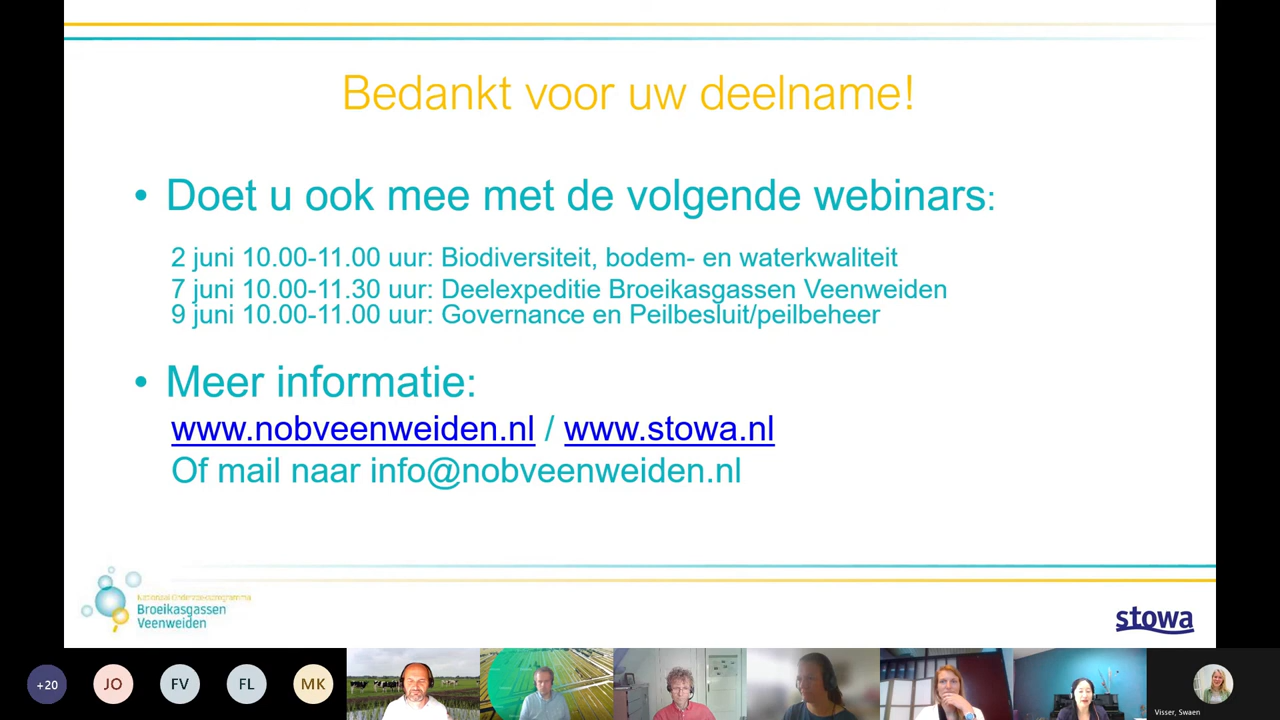 Bedankt voor uw deelname!
• Doet u ook mee met de volgende webinars:
2 juni 10.00-11.00 uur: Biodiversiteit, bodem- en waterkwaliteit
7 juni 10.00-11.30 uur: Deelexpeditie Broeikasgassen Veenweiden
9 juni 10.00-11.00 uur: Governance en Peilbesluit/peilbeheer
• Meer informatie:
www.nobveenweiden.nl / www.stowa.nl
Of mail naar info@nobveenweiden.nl
Nationaal Onderzoeksprogramma
Broeikasgassen
Veenweiden
stowa
+20
JO
FV
FL
MK
Visser, Swaen